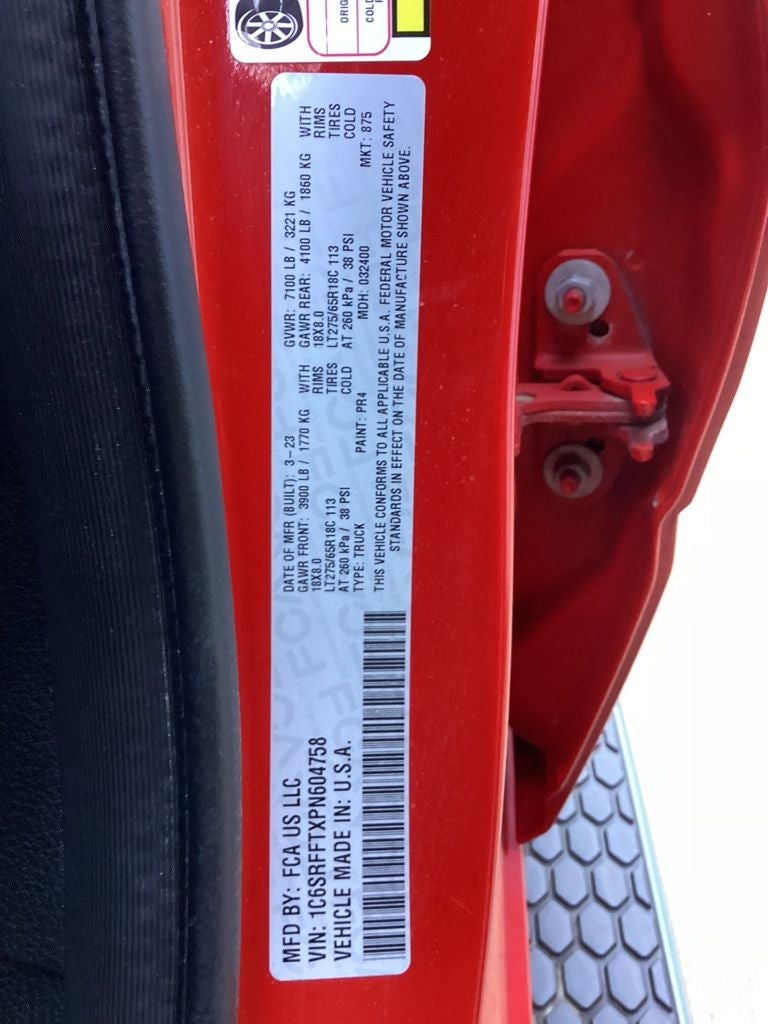 ORIG
COLD
MFD BY: FCA US LLC
VIN: 1C6SRFFTXPN604758
VEHICLE MADE IN: U.S.A.
DATE OF MFR (BUILT): 3-23 GVWR: 7100 LB / 3221 KG
GAWR FRONT: 3900 LB / 1770 KG WITH GAWR REAR: 4100 LB / 1860 KG WITH
18X8.0 RIMS 18X8.0 RIMS
LT275/65R18C 113 TIRES LT275/65R18C 113 TIRES
AT 260 kPa / 38 PSI COLD AT 260 kPa / 38 PSI COLD
TYPE: TRUCK PAINT: PR4 MDH: 032400 MKT: 875
THIS VEHICLE CONFORMS TO ALL APPLICABLE U.S.A. FEDERAL MOTOR VEHICLE SAFETY
STANDARDS IN EFFECT ON THE DATE OF MANUFACTURE SHOWN ABOVE.